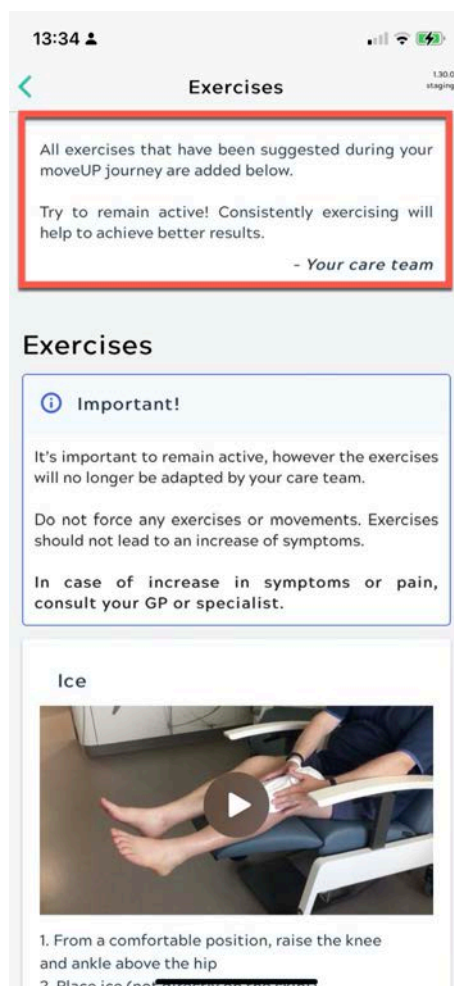 13:34
Exercises
1.30.0
staging
All exercises that have been suggested during your
moveUP journey are added below.
Try to remain active! Consistently exercising will
help to achieve better results.
- Your care team
Exercises
Important!
It's important to remain active, however the exercises
will no longer be adapted by your care team.
Do not force any exercises or movements. Exercises
should not lead to an increase of symptoms.
In case of increase in symptoms or pain,
consult your GP or specialist.
Ice
1. From a comfortable position, raise the knee
and ankle above the hip
2. Place ice (not